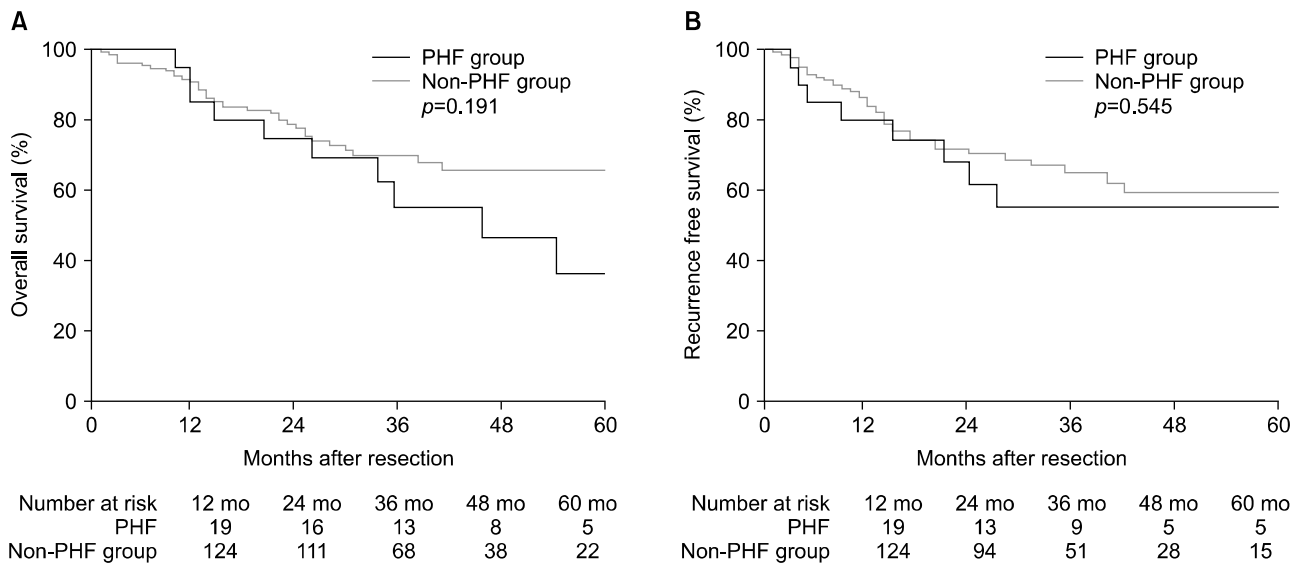 A
100
80
60
40
20
0
Overall survival (%)
PHF group
Non-PHF group
p=0.191
0 12 24 36 48 60
Months after resection
Number at risk 12 mo 24 mo 36 mo 48 mo 60 mo
PHF 19 16 13 8 5
Non-PHF group 124 111 68 38 22
B
100
80
60
40
20
0
Recurrence free survival (%)
PHF group
Non-PHF group
p=0.545
0 12 24 36 48 60
Months after resection
Number at risk 12 mo 24 mo 36 mo 48 mo 60 mo
PHF 19 13 9 5 5
Non-PHF group 124 94 51 28 15